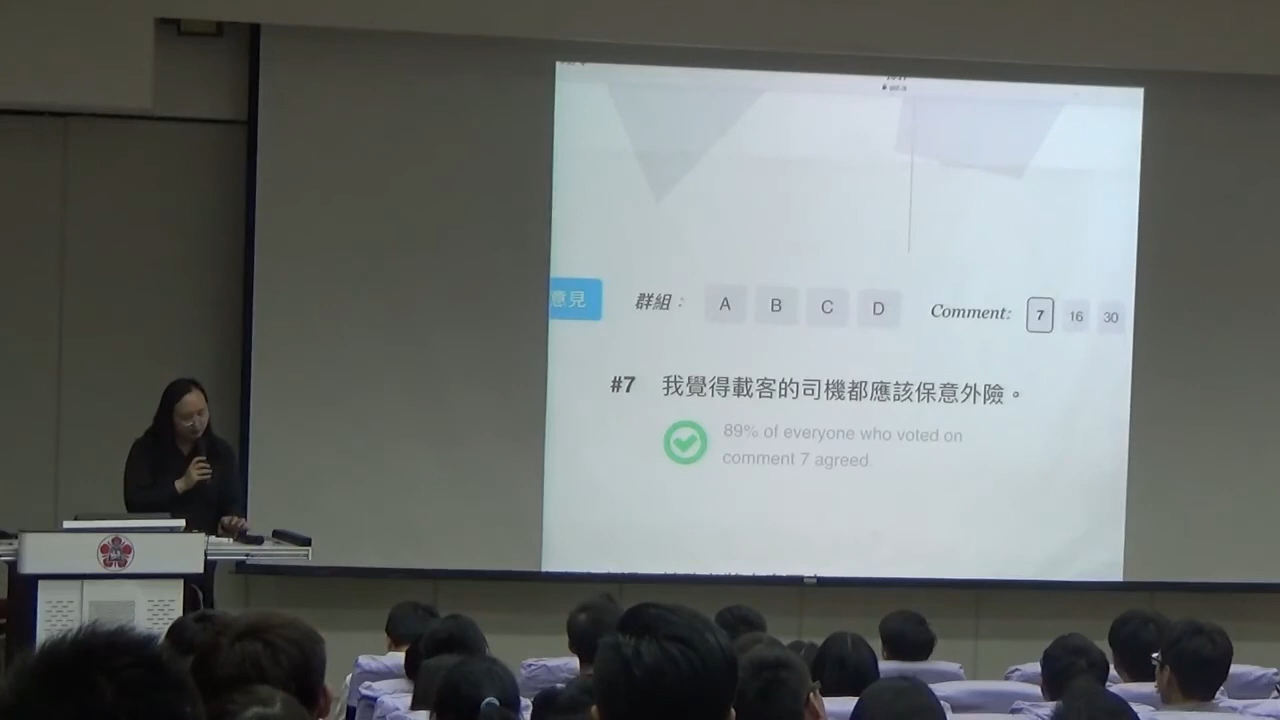 意見 群組： A B C D Comment: 7 16 30
#7 我覺得載客的司機都應該保意外險。
89% of everyone who voted on
comment 7 agreed.